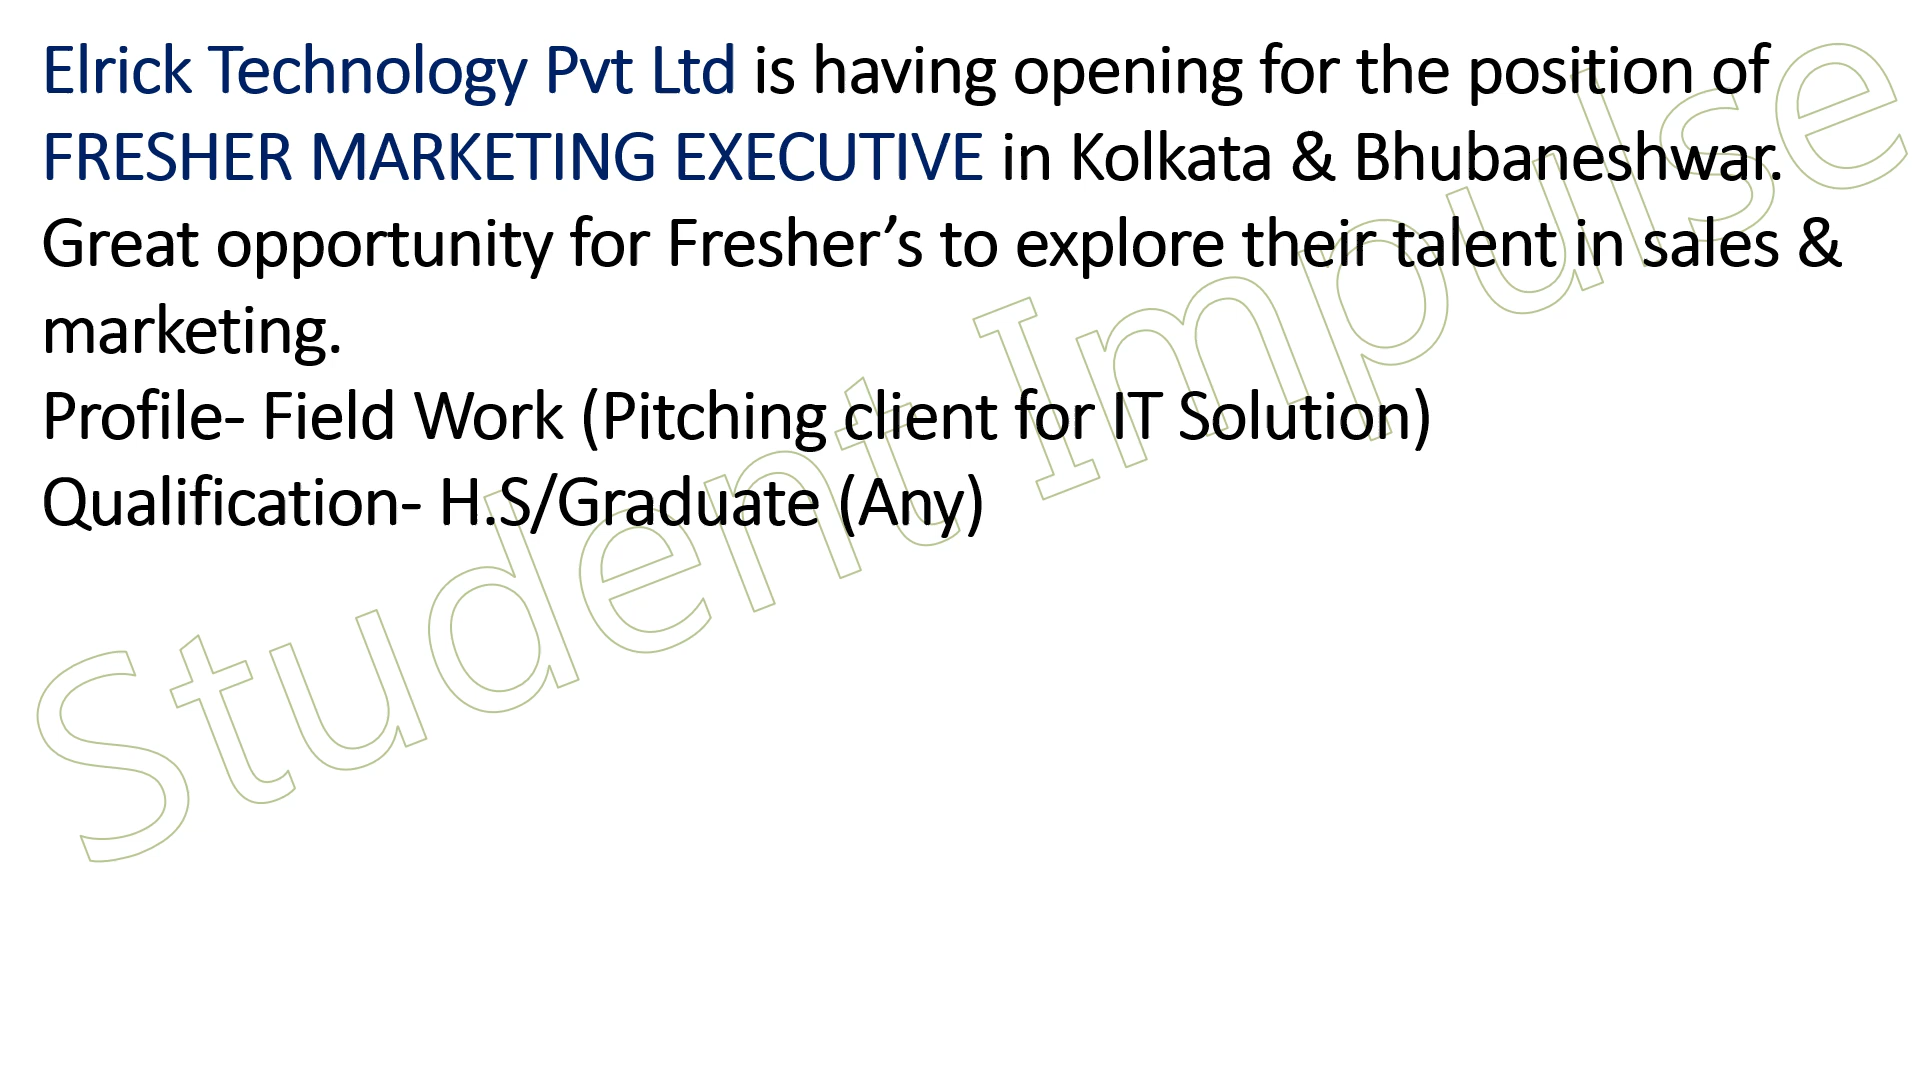 Elrick Technology Pvt Ltd is having opening for the position of
FRESHER MARKETING EXECUTIVE in Kolkata & Bhubaneshwar.
Great opportunity for Fresher’s to explore their talent in sales &
marketing.
Profile- Field Work (Pitching client for IT Solution)
Qualification- H.S/Graduate (Any)
Student Impulse